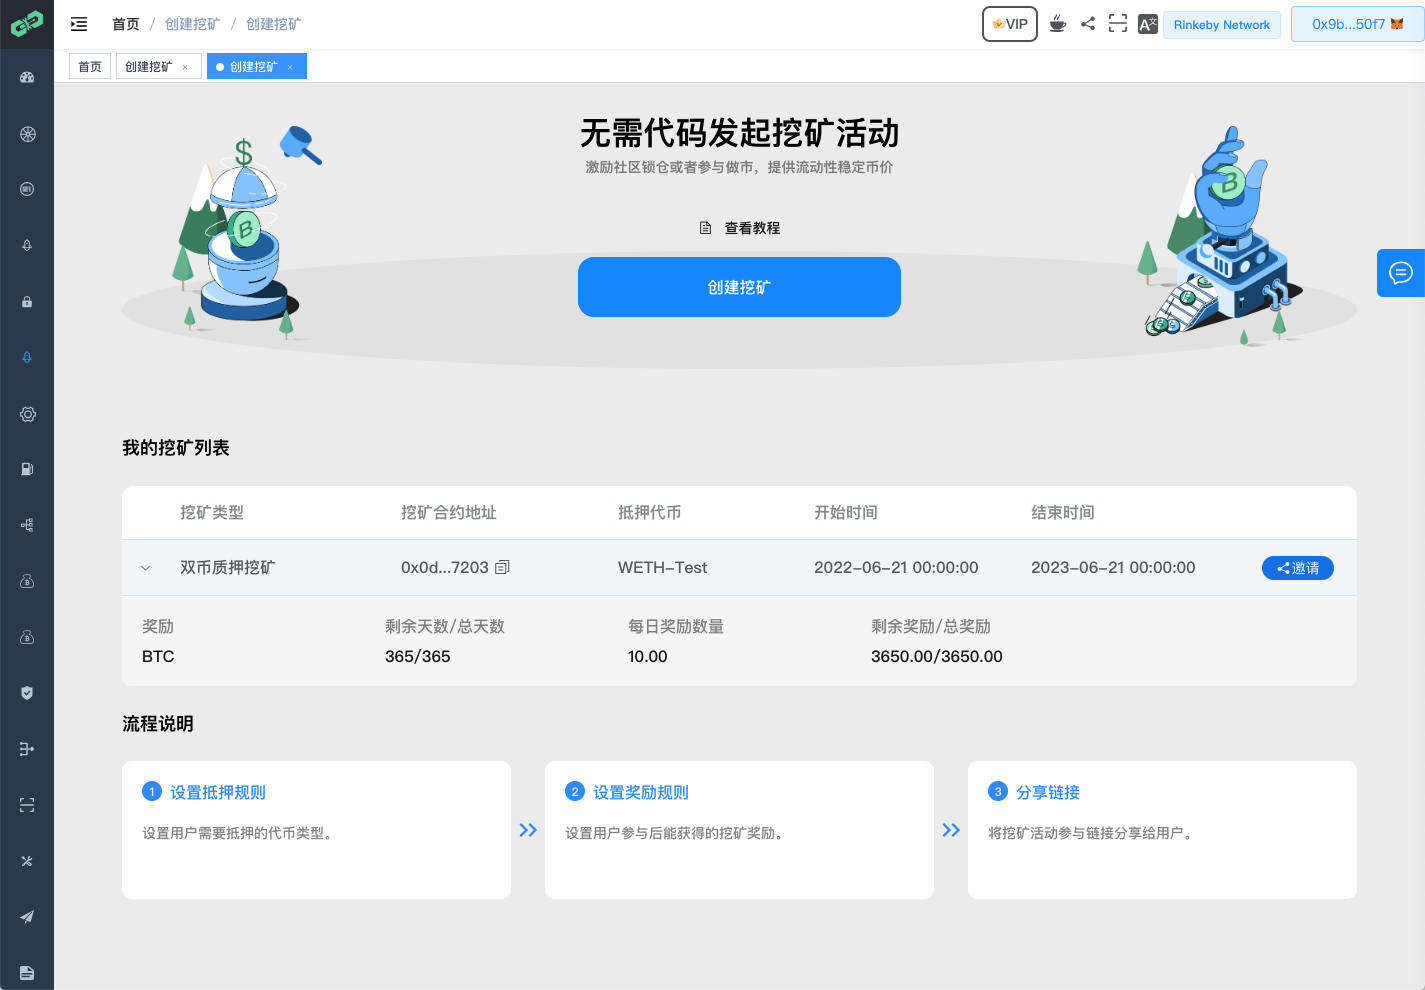 首页 / 创建挖矿 / 创建挖矿
VIP
Rinkeby Network
0x9b...50f7
首页
创建挖矿 ×
创建挖矿 ×
无需代码发起挖矿活动
激励社区锁仓或者参与做市，提供流动性稳定币价
查看教程
创建挖矿
我的挖矿列表
挖矿类型 挖矿合约地址 抵押代币 开始时间 结束时间
双币质押挖矿 0x0d...7203 WETH-Test 2022-06-21 00:00:00 2023-06-21 00:00:00 邀请
奖励 剩余天数/总天数 每日奖励数量 剩余奖励/总奖励
BTC 365/365 10.00 3650.00/3650.00
流程说明
1 设置抵押规则
设置用户需要抵押的代币类型。
2 设置奖励规则
设置用户参与后能获得的挖矿奖励。
3 分享链接
将挖矿活动参与链接分享给用户。